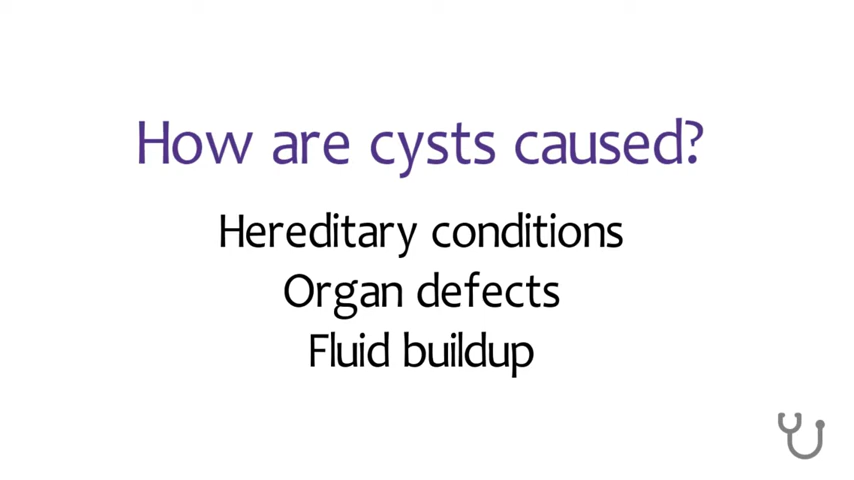 How are cysts caused?
Hereditary conditions
Organ defects
Fluid buildup